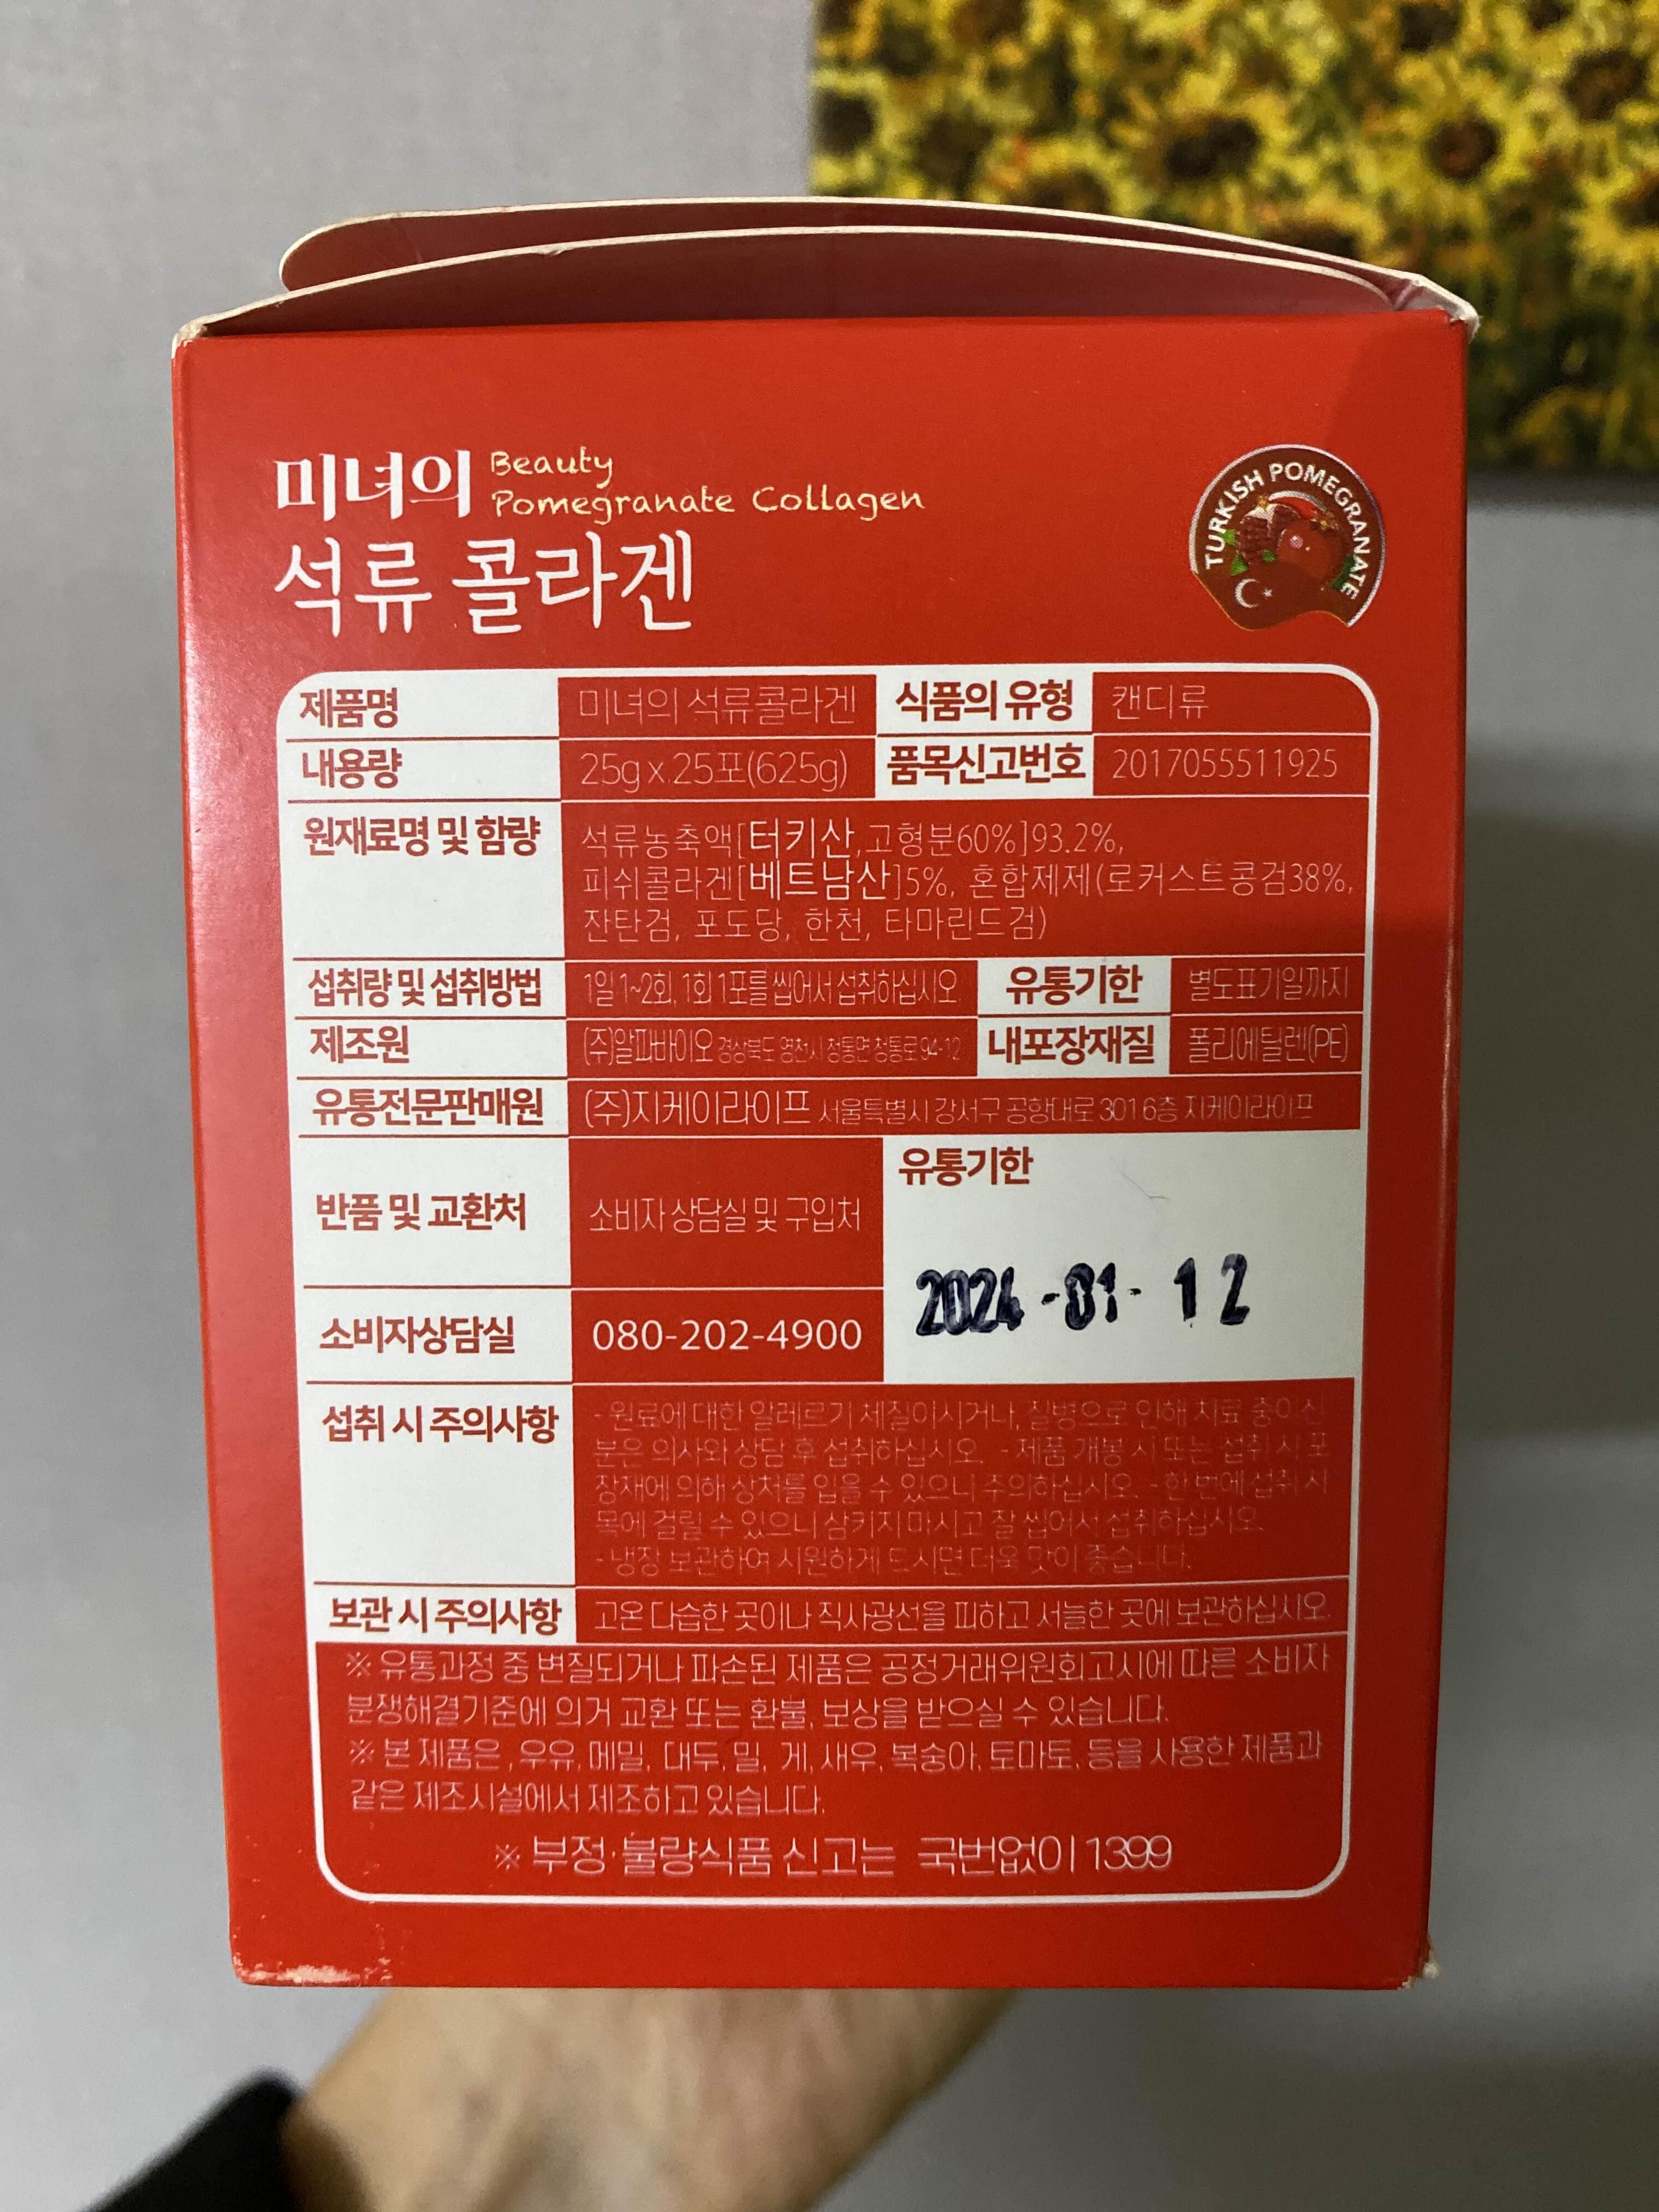 미녀의 Beauty
Pomegranate Collagen
석류 콜라겐
TURKISH POMEGRANATE
제품명 미녀의 석류콜라겐 식품의 유형 캔디류
내용량 25g x 25포(625g) 품목신고번호 2017055511925
원재료명 및 함량 석류농축액[터키산,고형분60%]93.2%,
피쉬콜라겐[베트남산]5%, 혼합제제(로커스트콩검38%,
잔탄검, 포도당, 한천, 타마린드검)
섭취량 및 섭취방법 1일 1~2회, 1회 1포를 씹어서 섭취하십시오 유통기한 별도표기일까지
제조원 (주)알피바이오 경상북도 영천시 청통면 청통로 94-12 내포장재질 폴리에틸렌(PE)
유통전문판매원 (주)지케이라이프 서울특별시 강서구 공항대로 301 6층 지케이라이프
반품 및 교환처 소비자 상담실 및 구입처 유통기한
2024-01-12
소비자상담실 080-202-4900
섭취 시 주의사항 - 원료에 대한 알레르기 체질이시거나, 질병으로 인해 치료 중이신
분은 의사와 상담 후 섭취하십시오. - 제품 개봉 시 또는 섭취 시 포
장재에 의해 상처를 입을 수 있으니 주의하십시오. - 한 번에 섭취 시
목에 걸릴 수 있으니 삼키지 마시고 잘 씹어서 섭취하십시오.
- 냉장 보관하여 시원하게 드시면 더욱 맛이 좋습니다.
보관 시 주의사항 고온 다습한 곳이나 직사광선을 피하고 서늘한 곳에 보관하십시오.
※ 유통과정 중 변질되거나 파손된 제품은 공정거래위원회고시에 따른 소비자
분쟁해결기준에 의거 교환 또는 환불, 보상을 받으실 수 있습니다.
※ 본 제품은 , 우유, 메밀, 대두, 밀, 게, 새우, 복숭아, 토마토, 등을 사용한 제품과
같은 제조시설에서 제조하고 있습니다.
※ 부정·불량식품 신고는 국번없이 1399